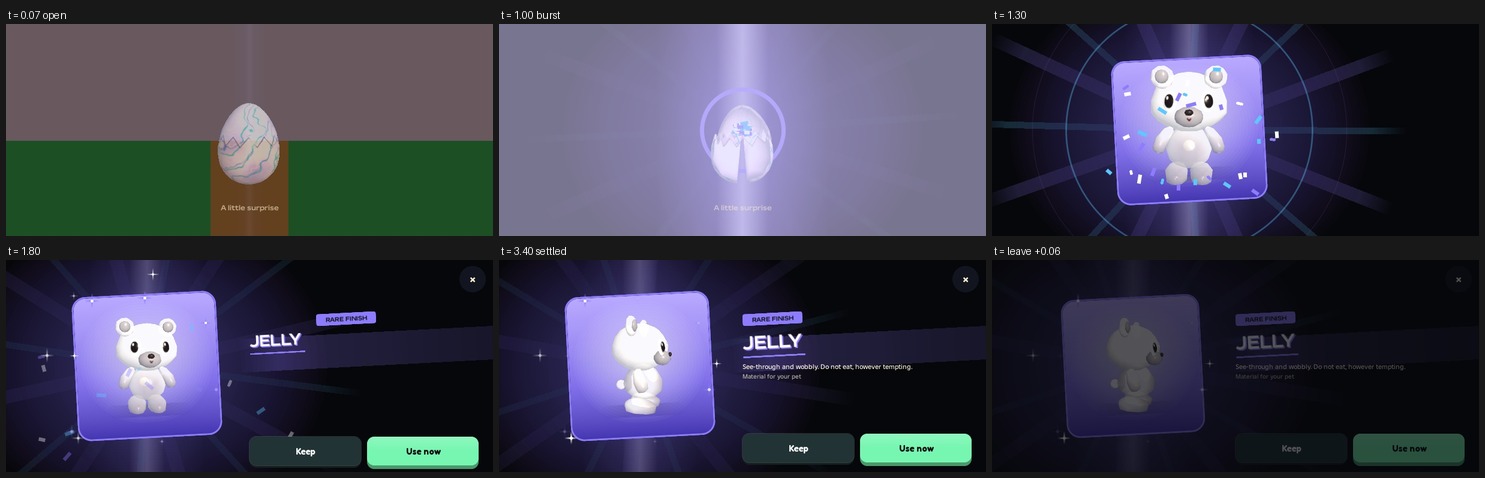 t = 0.07 open
A little surprise
t = 1.00 burst
A little surprise
t = 1.30
t = 1.80
×
RARE FINISH
JELLY
Keep
Use now
t = 3.40 settled
×
RARE FINISH
JELLY
See-through and wobbly. Do not eat, however tempting.
Material for your pet
Keep
Use now
t = leave +0.06
×
RARE FINISH
JELLY
See-through and wobbly. Do not eat, however tempting.
Material for your pet
Keep
Use now